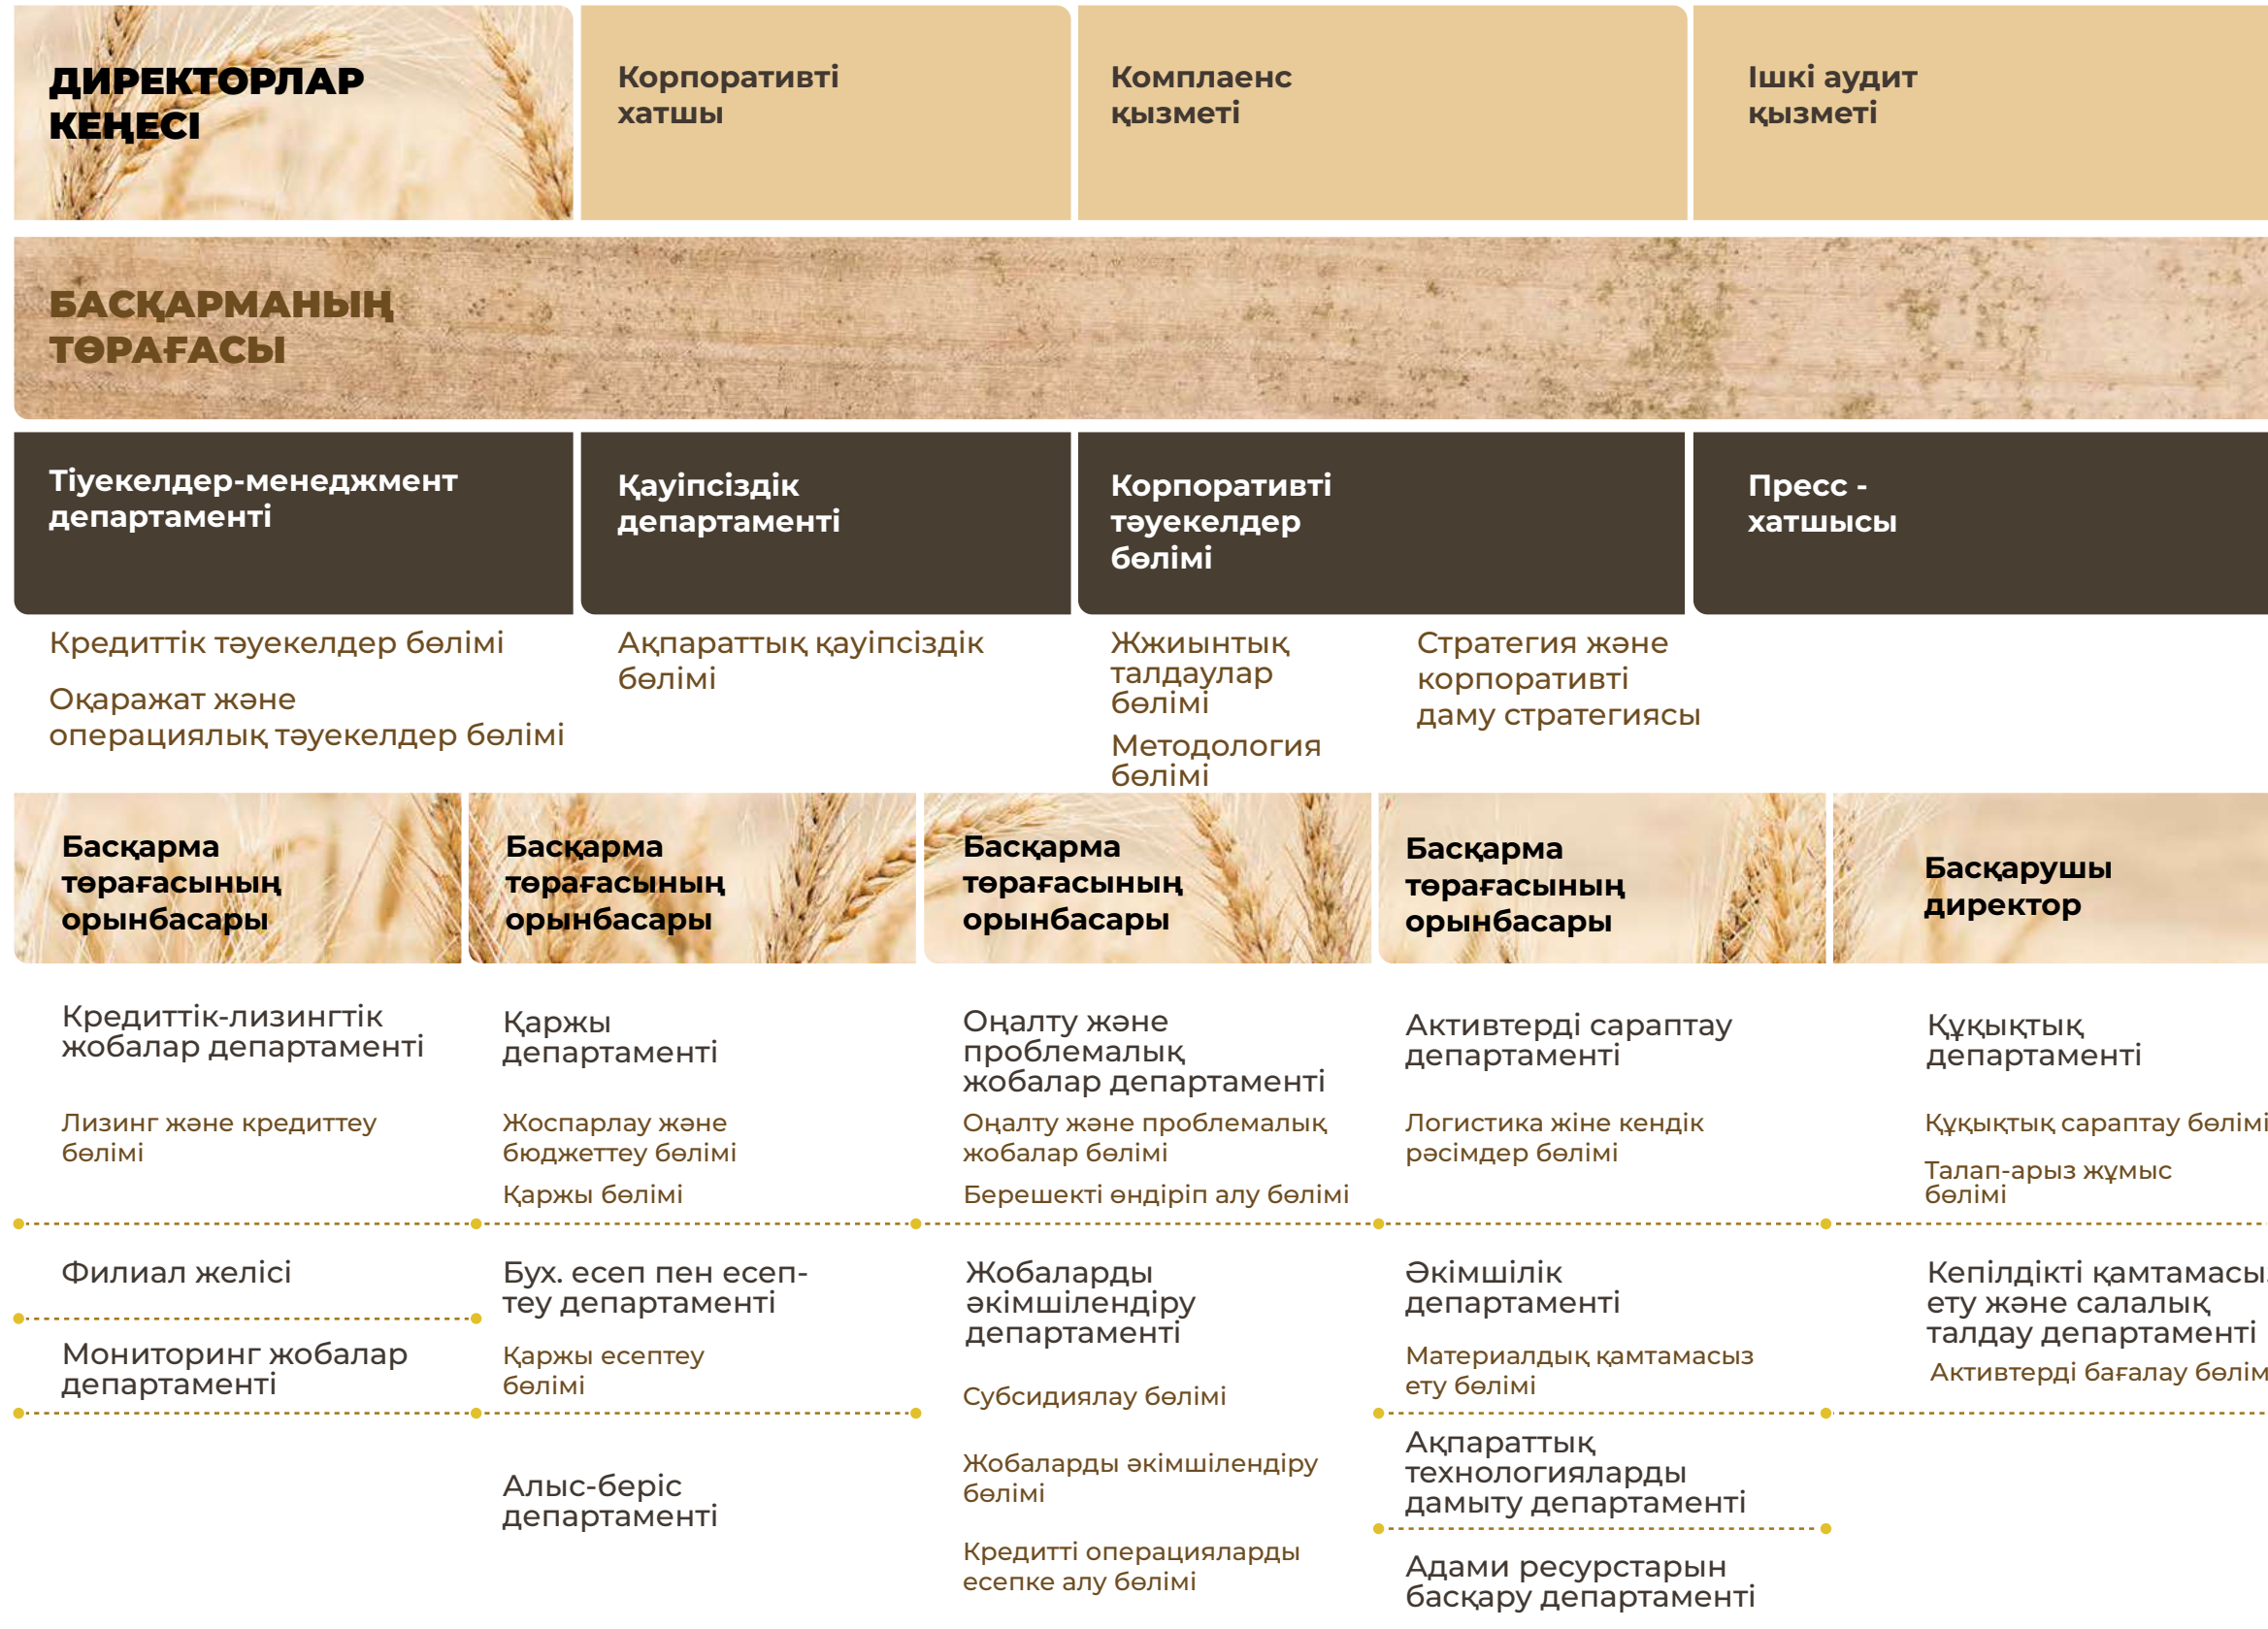 ДИРЕКТОРЛАР
КЕҢЕСІ
Корпоративті
хатшы
Комплаенс
қызметі
Ішкі аудит
қызметі
БАСҚАРМАНЫҢ
ТӨРАҒАСЫ
Тіуекелдер-менеджмент
департаменті
Қауіпсіздік
департаменті
Корпоративті
тәуекелдер
бөлімі
Пресс -
хатшысы
Кредиттік тәуекелдер бөлімі
Оқаражат және
операциялық тәуекелдер бөлімі
Ақпараттық қауіпсіздік
бөлімі
Жжиынтық
талдаулар
бөлімі
Методология
бөлімі
Стратегия және
корпоративті
даму стратегиясы
Басқарма
төрағасының
орынбасары
Басқарма
төрағасының
орынбасары
Басқарма
төрағасының
орынбасары
Басқарма
төрағасының
орынбасары
Басқарушы
директор
Кредиттік-лизингтік
жобалар департаменті
Лизинг және кредиттеу
бөлімі
Филиал желісі
Мониторинг жобалар
департаменті
Қаржы
департаменті
Жоспарлау және
бюджеттеу бөлімі
Қаржы бөлімі
Бух. есеп пен есеп-
теу департаменті
Қаржы есептеу
бөлімі
Алыс-беріс
департаменті
Оңалту және
проблемалық
жобалар департаменті
Оңалту және проблемалық
жобалар бөлімі
Берешекті өндіріп алу бөлімі
Жобаларды
әкімшілендіру
департаменті
Субсидиялау бөлімі
Жобаларды әкімшілендіру
бөлімі
Кредитті операцияларды
есепке алу бөлімі
Активтерді сараптау
департаменті
Логистика жіне кендік
рәсімдер бөлімі
Әкімшілік
департаменті
Материалдық қамтамасыз
ету бөлімі
Ақпараттық
технологияларды
дамыту департаменті
Адами ресурстарын
басқару департаменті
Құқықтық
департаменті
Құқықтық сараптау бөлімі
Талап-арыз жұмыс
бөлімі
Кепілдікті
ету және салалық
талдау департаменті
Активтерді бағалау